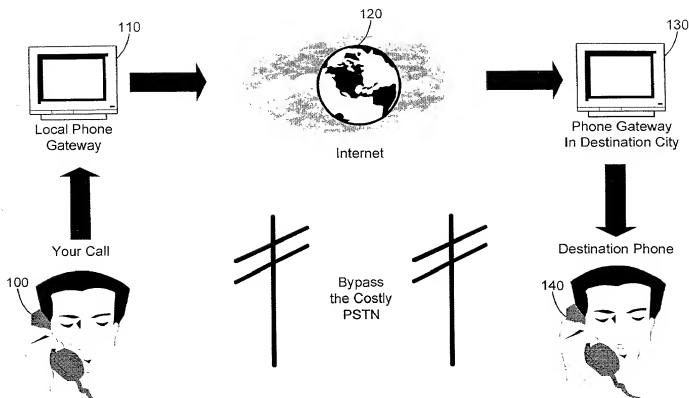 110
120
130
Local Phone
Gateway
Internet
Phone Gateway
In Destination City
Your Call
Destination Phone
100
Bypass
the Costly
PSTN
140